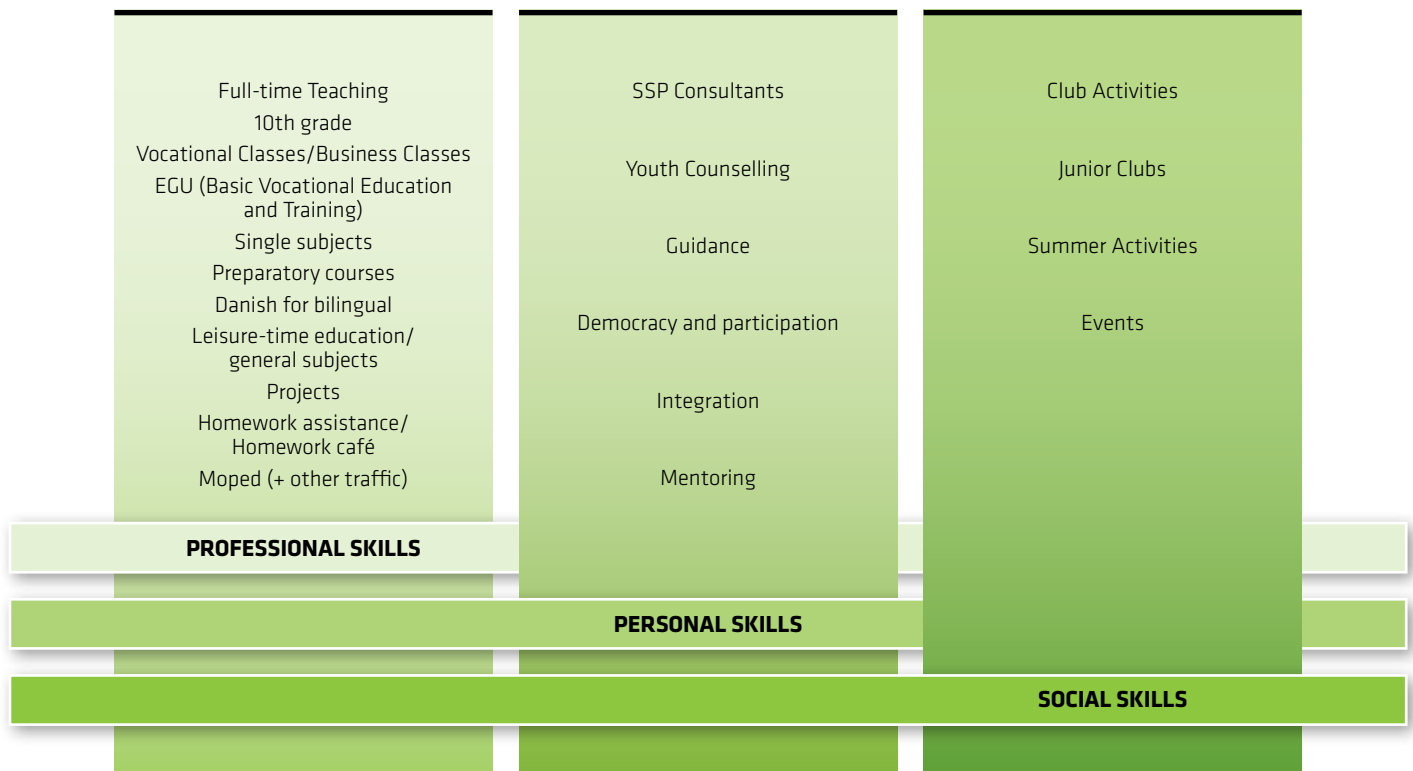 Full-time Teaching
10th grade
Vocational Classes/Business Classes
EGU (Basic Vocational Education
and Training)
Single subjects
Preparatory courses
Danish for bilingual
Leisure-time education/
general subjects
Projects
Homework assistance/
Homework café
Moped (+ other traffic)
SSP Consultants
Youth Counselling
Guidance
Democracy and participation
Integration
Mentoring
Club Activities
Junior Clubs
Summer Activities
Events
PROFESSIONAL SKILLS
PERSONAL SKILLS
SOCIAL SKILLS